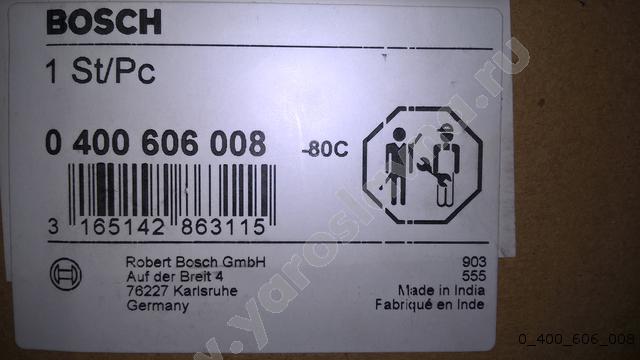 BOSCH
1 St/Pc
0 400 606 008
-80C
3 165142 863115
Robert Bosch GmbH
Auf der Breit 4
76227 Karlsruhe
Germany
903
555
Made in India
Fabriqué en Inde
www.yaroslavna.ru
0_400_606_008